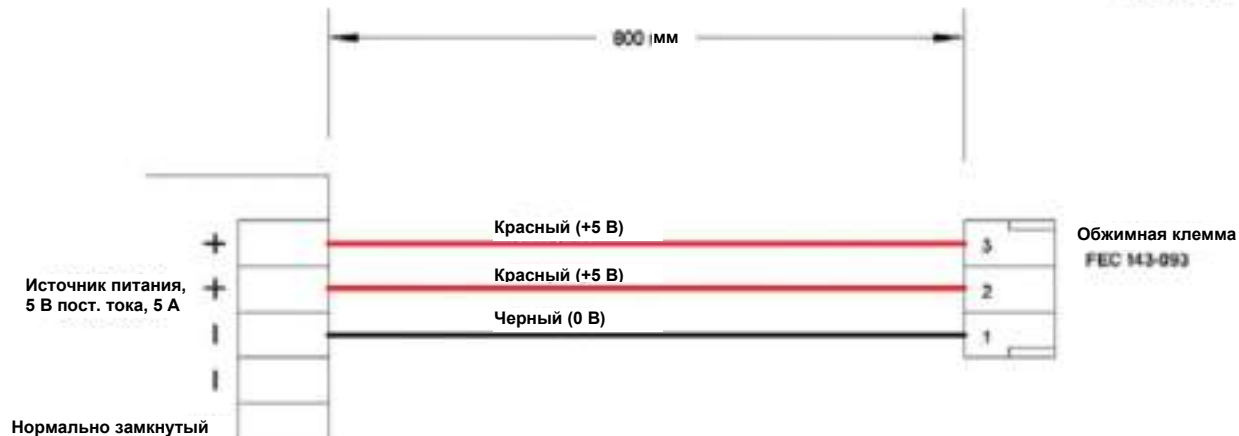 800 мм
Красный (+5 В)
+
3
Обжимная клемма
FEC 143-093
Источник питания,
5 В пост. тока, 5 А
Красный (+5 В)
+
2
Черный (0 В)
1
Нормально замкнутый